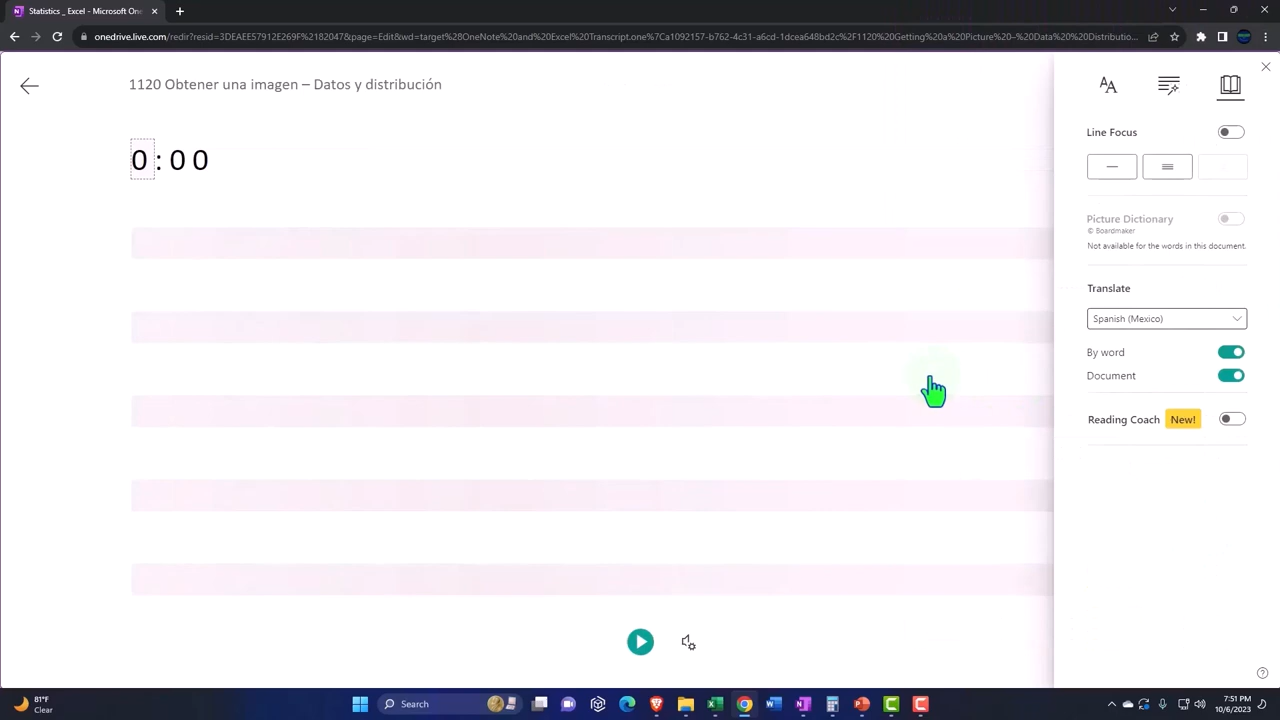 Statistics _ Excel - Microsoft One
onedrive.live.com/redir?resid=3DEAEE57912E269F%2182047&page=Edit&wd=target%28OneNote%20and%20Excel%20Transcript.one%7Ca1092157-b762-4c31-a6cd-1dcea648bd2c%2F1120%20Getting%20a%20Picture%20–%20Data%20%20Distributio...
1120 Obtener una imagen – Datos y distribución
0:00
Line Focus
Picture Dictionary
© Boardmaker
Not available for the words in this document.
Translate
Spanish (Mexico)
By word
Document
Reading Coach New!
81°F
Clear
Search
7:51 PM
10/6/2023